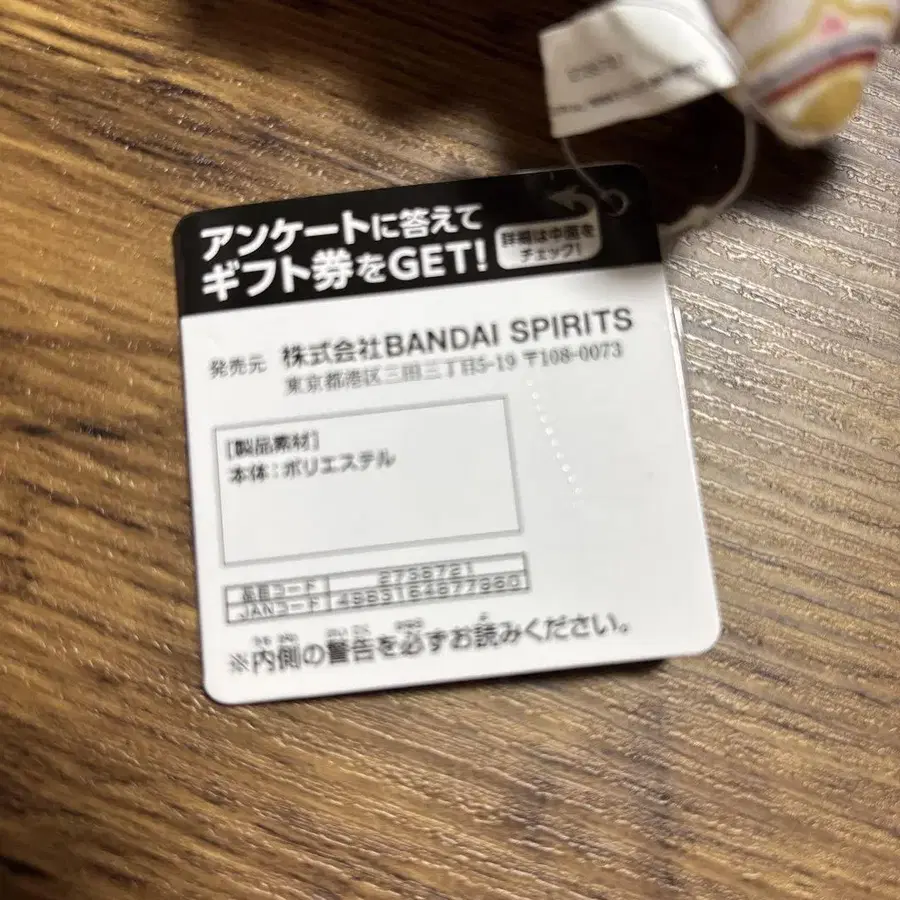 アンケートに答えて
ギフト券をGET!
詳細は中面を
チェック!
発売元 株式会社BANDAI SPIRITS
東京都港区三田三丁目5-19 〒108-0073
[製品素材]
本体:ポリエステル
品目コード 2736721
JANコード
※内側の警告を必ずお読みください。